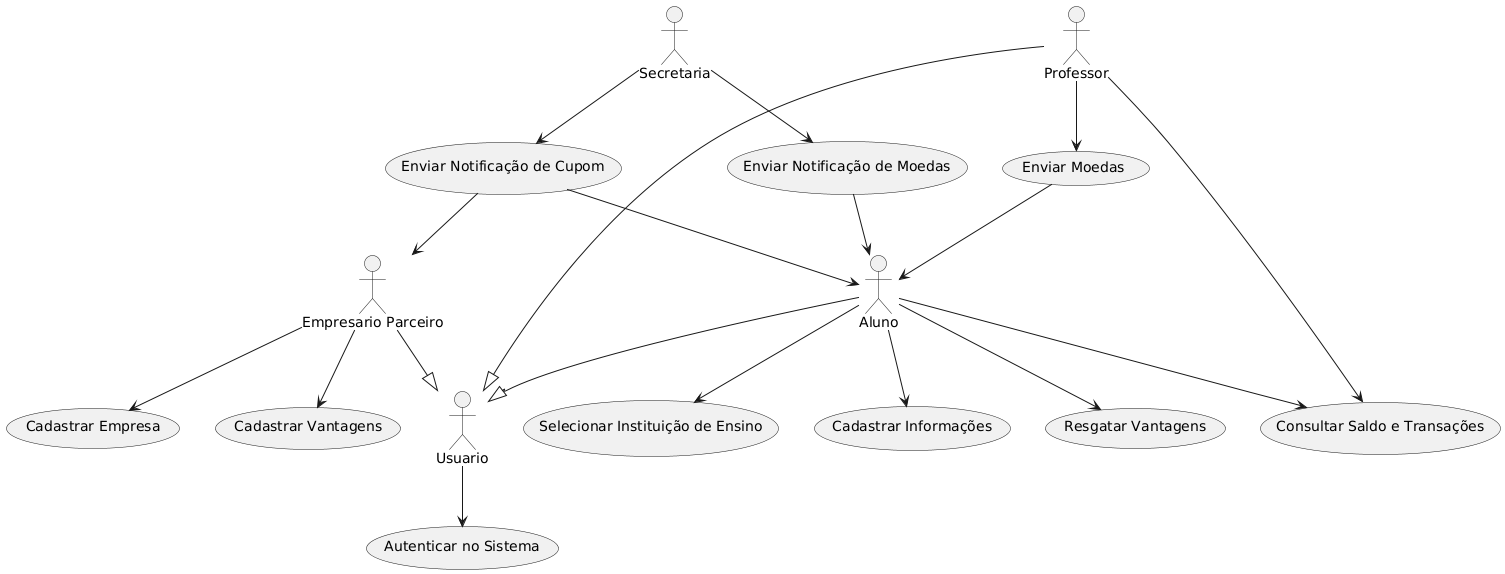 Secretaria
Professor
Enviar Notificação de Cupom
Enviar Notificação de Moedas
Enviar Moedas
Empresario Parceiro
Aluno
Cadastrar Empresa
Cadastrar Vantagens
Usuario
Selecionar Instituição de Ensino
Cadastrar Informações
Resgatar Vantagens
Consultar Saldo e Transações
Autenticar no Sistema